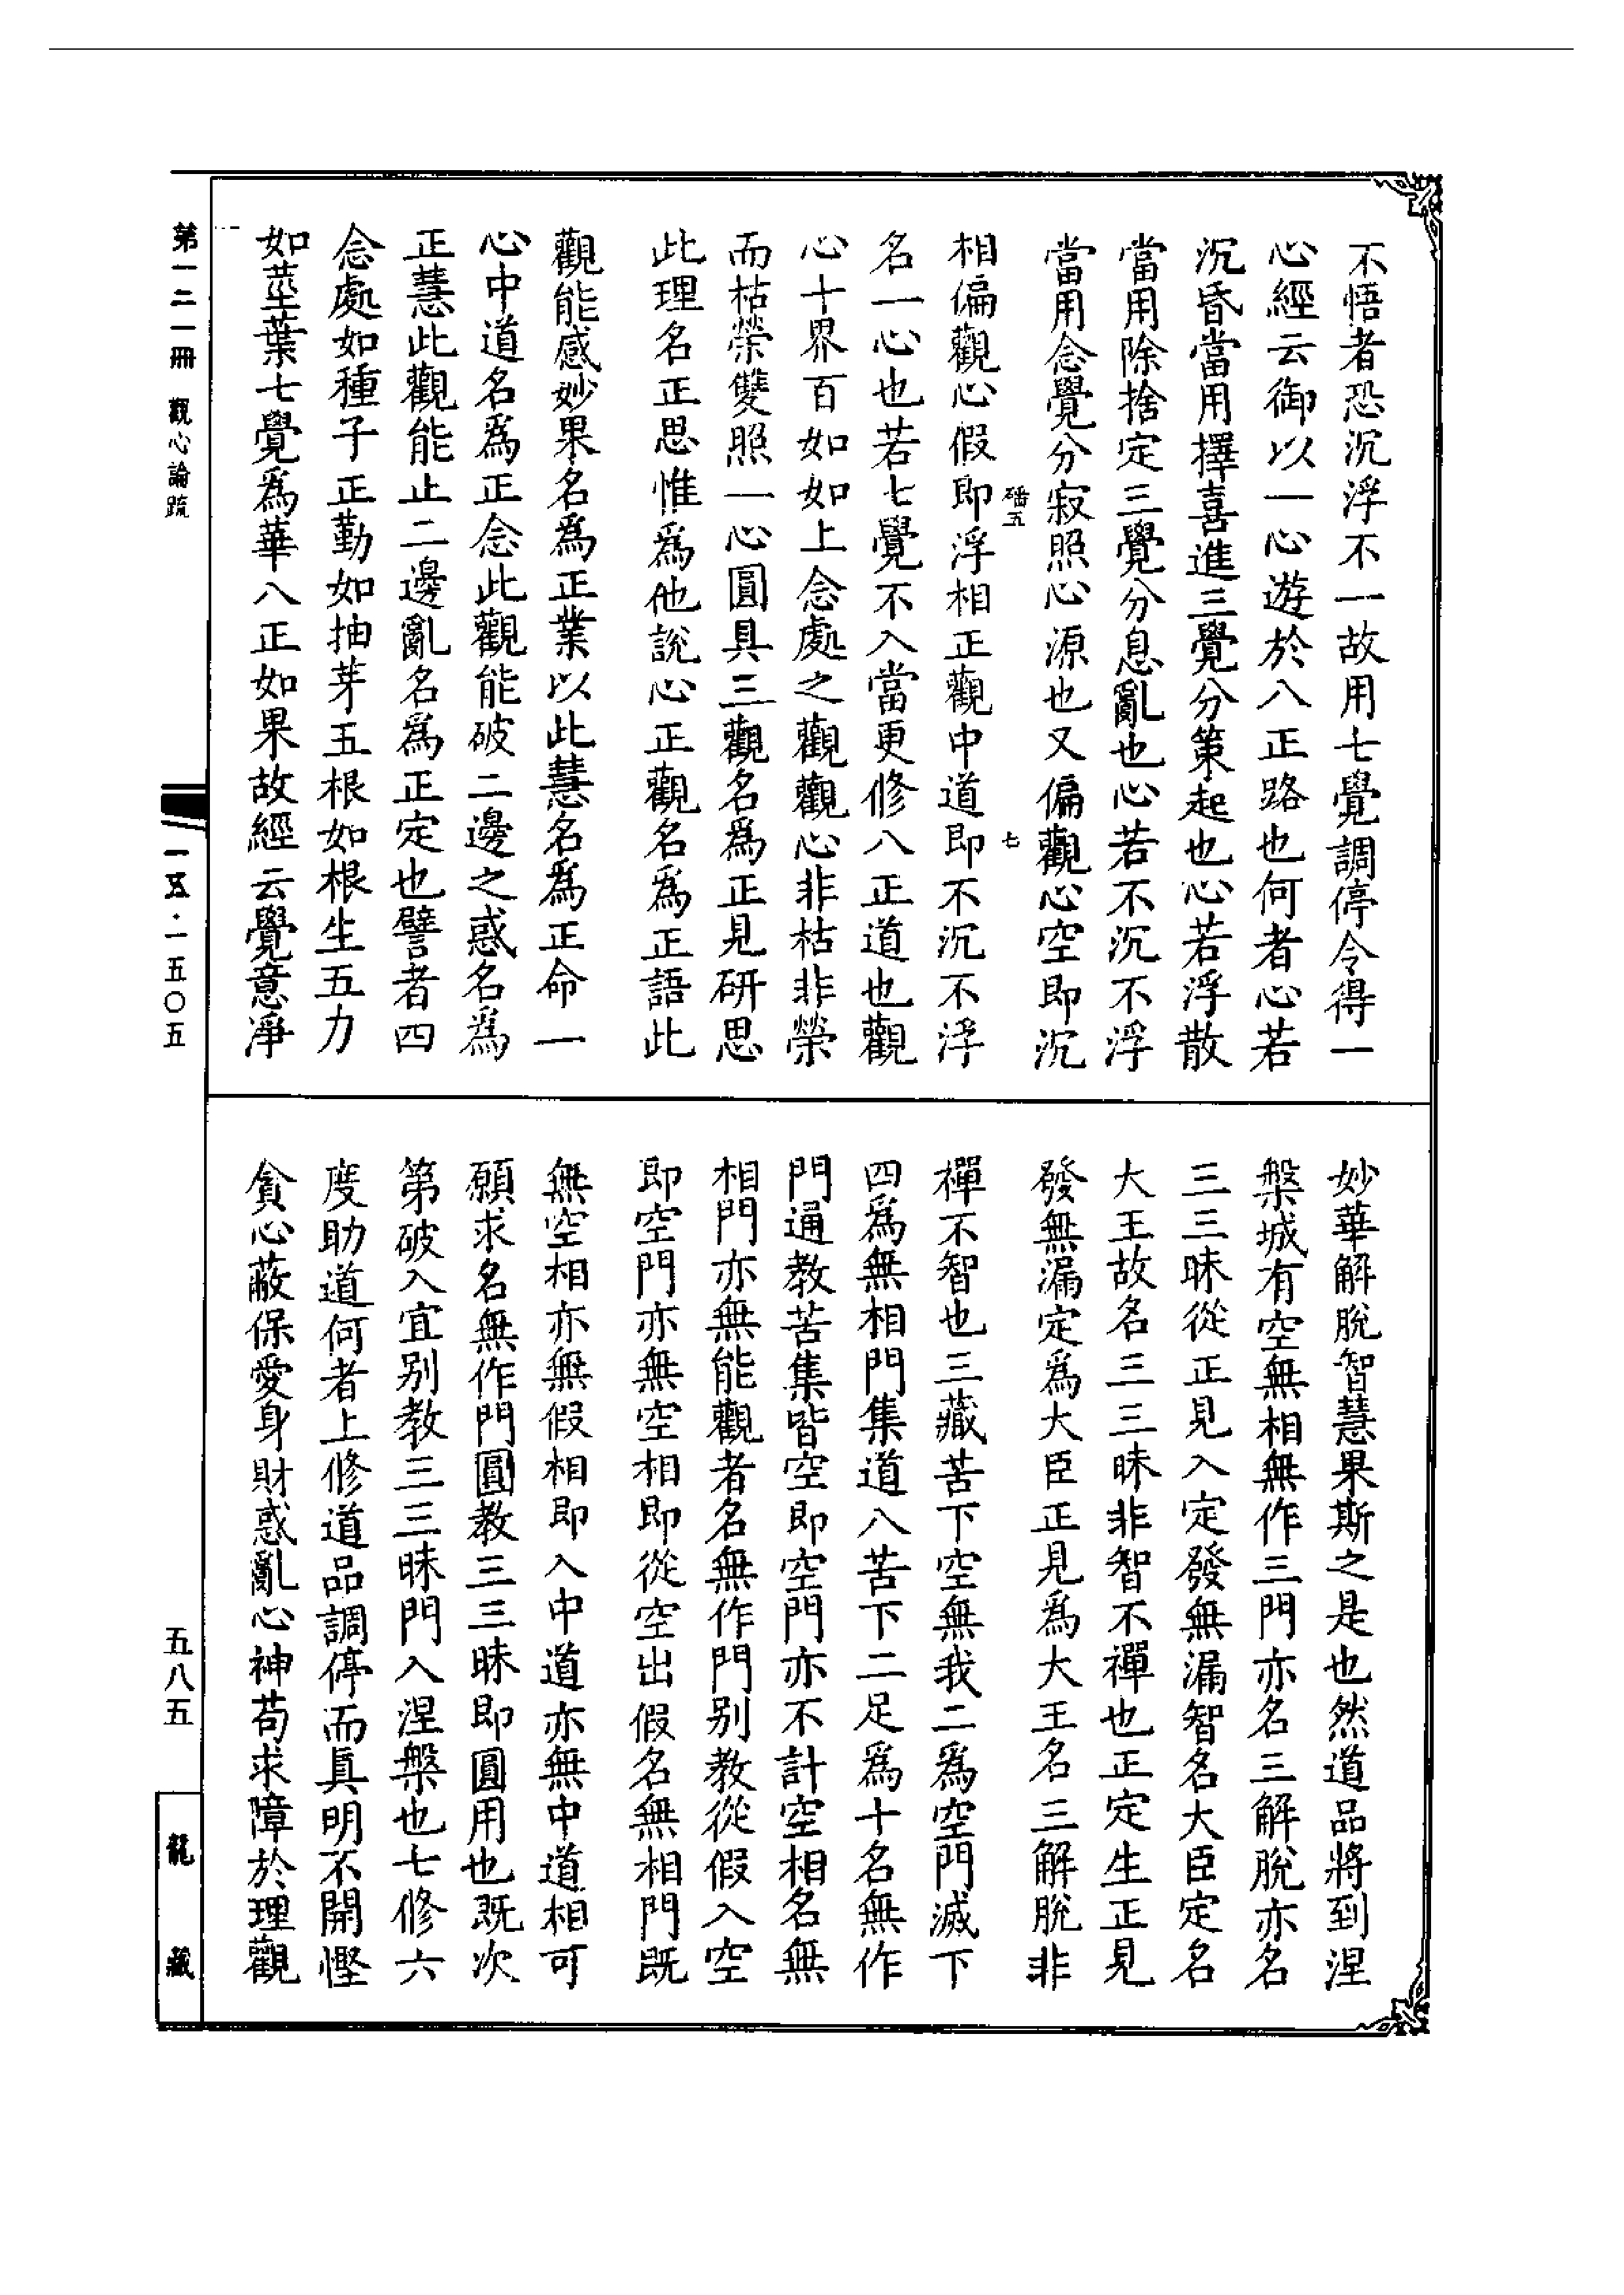 不悟者恐沉浮不一故用七覺調停令得一
心經云御以一心遊於八正路也何者心若
沉昏當用擇喜進三覺分策起也心若浮散
當用除捨定三覺分息亂也心若不沉不浮
當用念覺分寂照心源也又偏觀心空即沉
磻五
七
相偏觀心假即浮相正觀中道即不沉不浮
名一心也若七覺不入當更修八正道也觀
心十界百如如上念處之觀觀心非枯非榮
而枯榮雙照一心圓具三觀名爲正見研思
此理名正思惟爲他說心正觀名爲正語此
觀能感妙果名爲正業以此慧名爲正命一
心中道名爲正念此觀能破二邊之惑名爲
正慧此觀能止二邊亂名爲正定也譬者四
念處如種子正勤如抽芽五根如根生五力
如莖葉七覺爲華八正如果故經云覺意淨
妙華解脫智慧果斯之是也然道品將到涅
槃城有空無相無作三門亦名三解脫亦名
三三昧從正見入定發無漏智名大臣定名
大王故名三三昧非智不禪也正定生正見
發無漏定爲大臣正見爲大王名三解脫非
禪不智也三藏苦下空無我二爲空門滅下
四爲無相門集道八苦下二足爲十名無作
門通教苦集皆空即空門亦不計空相名無
相門亦無能觀者名無作門別教從假入空
即空門亦無空相即從空出假名無相門既
無空相亦無假相即入中道亦無中道相可
願求名無作門圓教三三昧即圓用也既次
第破入宜別教三三昧門入涅槃也七修六
度助道何者上修道品調停而真明不開慳
貪心蔽保愛身財惑亂心神苟求障於理觀
第一二一冊 觀心論疏
一五五·一五〇五
五八五
龍藏